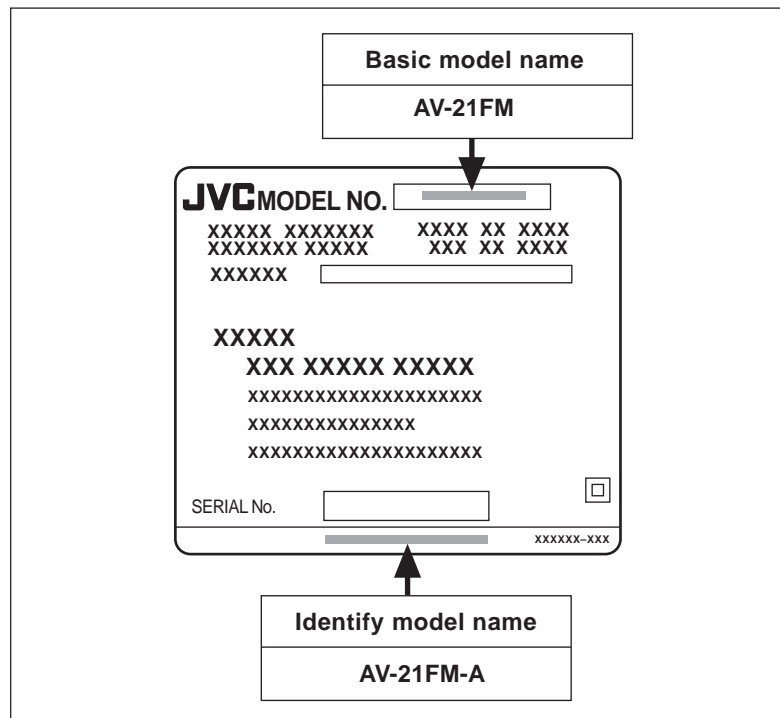 Basic model name
AV-21FM
JVC MODEL NO.
XXXXX XXXXXXX XXXX XX XXXX
XXXXXXX XXXXX XXX XX XXXX
XXXXXX
XXXXX
XXX XXXXX XXXXX
XXXXXXXXXXXXXXXXXXXXX
XXXXXXXXXXXXXXX
XXXXXXXXXXXXXXXXXXXXX
SERIAL No.
XXXXXX–XXX
Identify model name
AV-21FM-A